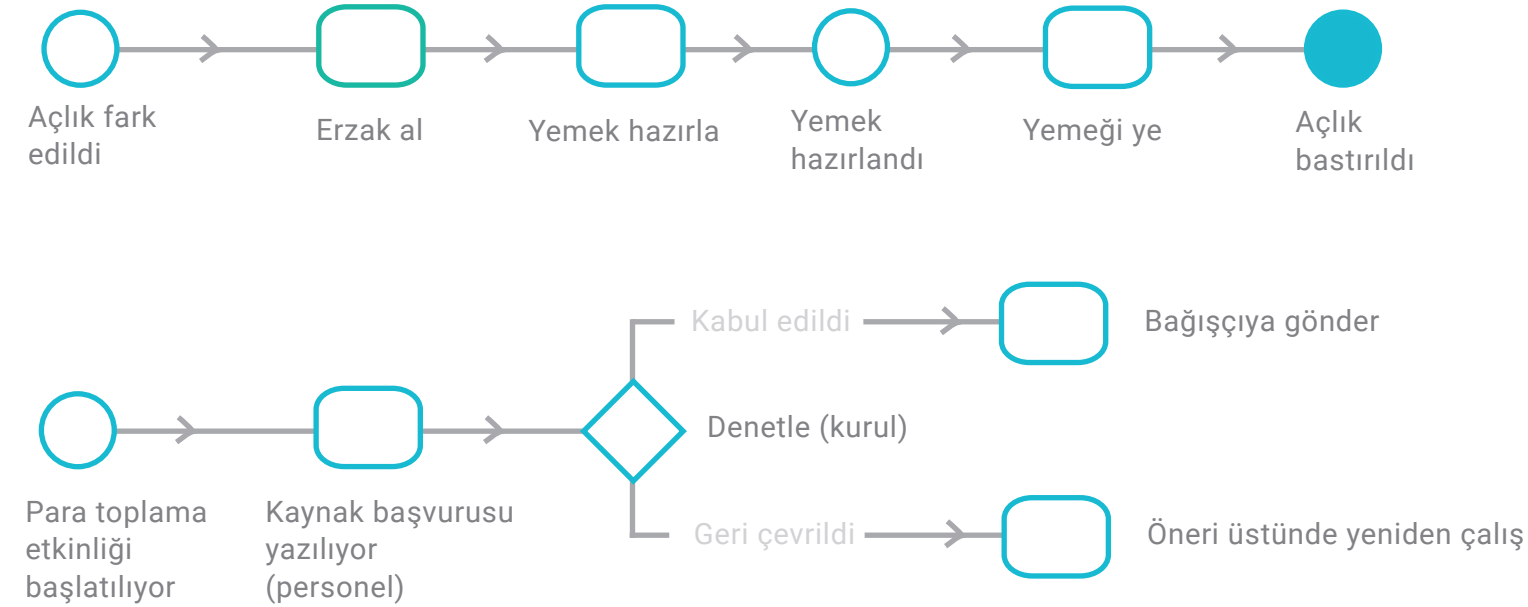 Açlık fark
edildi
Erzak al
Yemek hazırla
Yemek
hazırlandı
Yemeği ye
Açlık
bastırıldı
Kabul edildi
Bağışçıya gönder
Denetle (kurul)
Para toplama
etkinliği
başlatılıyor
Kaynak başvurusu
yazılıyor
(personel)
Geri çevrildi
Öneri üstünde yeniden çalış